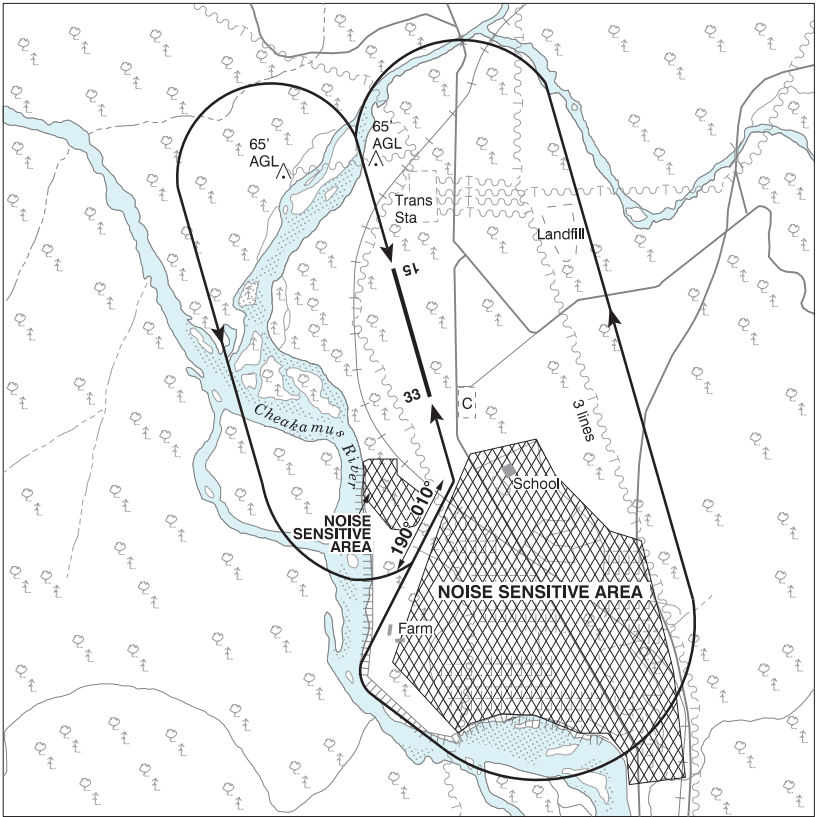 65'
AGL
65'
AGL
Trans
Sta
Landfill
15
33
C
3 lines
Cheakamus River
School
190° 010°
NOISE
SENSITIVE
AREA
NOISE SENSITIVE AREA
Farm